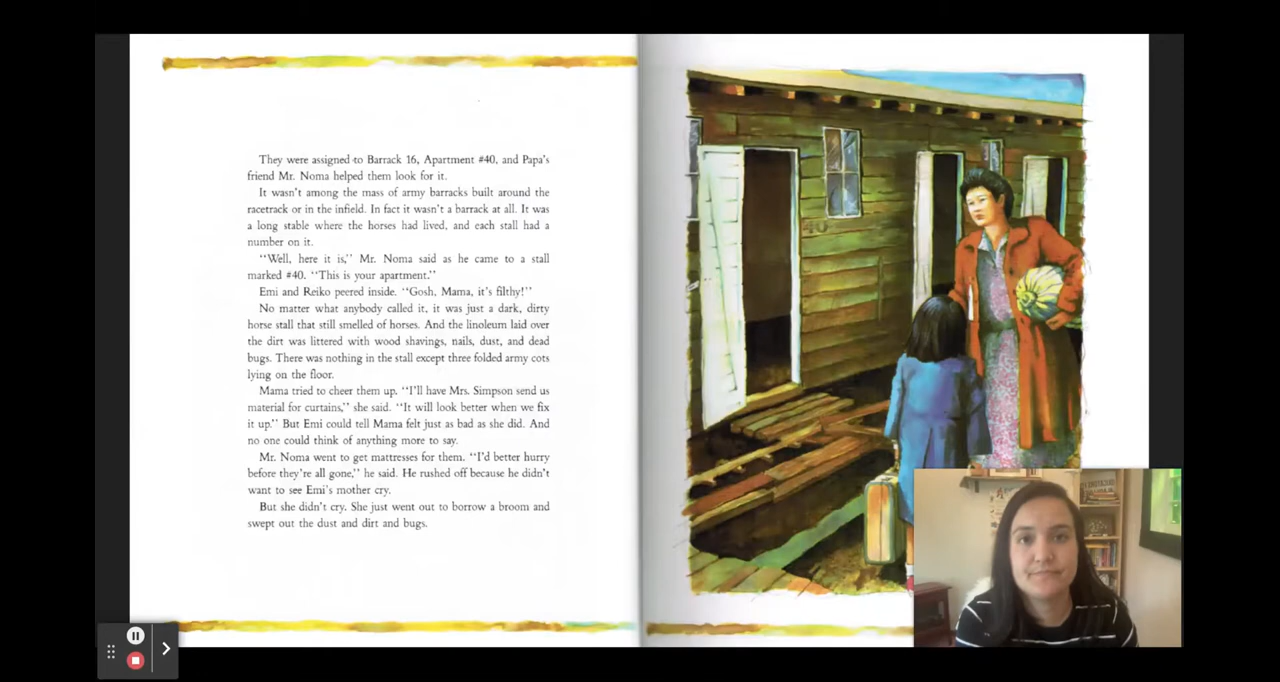 They were assigned to Barrack 16, Apartment #40, and Papa's
friend Mr. Noma helped them look for it.
It wasn't among the mass of army barracks built around the
racetrack or in the infield. In fact it wasn't a barrack at all. It was
a long stable where the horses had lived, and each stall had a
number on it.
"Well, here it is," Mr. Noma said as he came to a stall
marked #40. "This is your apartment."
Emi and Reiko peered inside. "Gosh, Mama, it's filthy!"
No matter what anybody called it, it was just a dark, dirty
horse stall that still smelled of horses. And the linoleum laid over
the dirt was littered with wood shavings, nails, dust, and dead
bugs. There was nothing in the stall except three folded army cots
lying on the floor.
Mama tried to cheer them up. "I'll have Mrs. Simpson send us
material for curtains," she said. "It will look better when we fix
it up." But Emi could tell Mama felt just as bad as she did. And
no one could think of anything more to say.
Mr. Noma went to get mattresses for them. "I'd better hurry
before they're all gone," he said. He rushed off because he didn't
want to see Emi's mother cry.
But she didn't cry. She just went out to borrow a broom and
swept out the dust and dirt and bugs.
40